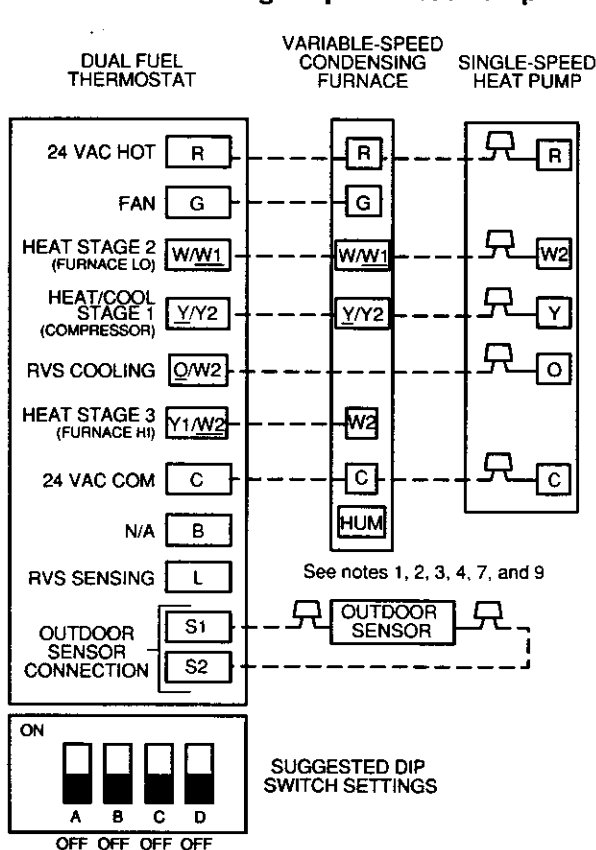 DUAL FUEL
THERMOSTAT
VARIABLE-SPEED
CONDENSING
FURNACE
SINGLE-SPEED
HEAT PUMP
24 VAC HOT R R R
FAN G G
HEAT STAGE 2
(FURNACE LO)
W/W1 W/W1 W2
HEAT/COOL
STAGE 1
(COMPRESSOR)
Y/Y2 Y/Y2 Y
RVS COOLING O/W2 O
HEAT STAGE 3
(FURNACE HI)
Y1/W2 W2
24 VAC COM C C C
HUM
N/A B
RVS SENSING L
See notes 1, 2, 3, 4, 7, and 9
OUTDOOR
SENSOR
CONNECTION
S1
S2
OUTDOOR
SENSOR
ON
A B C D
OFF OFF OFF OFF
SUGGESTED DIP
SWITCH SETTINGS